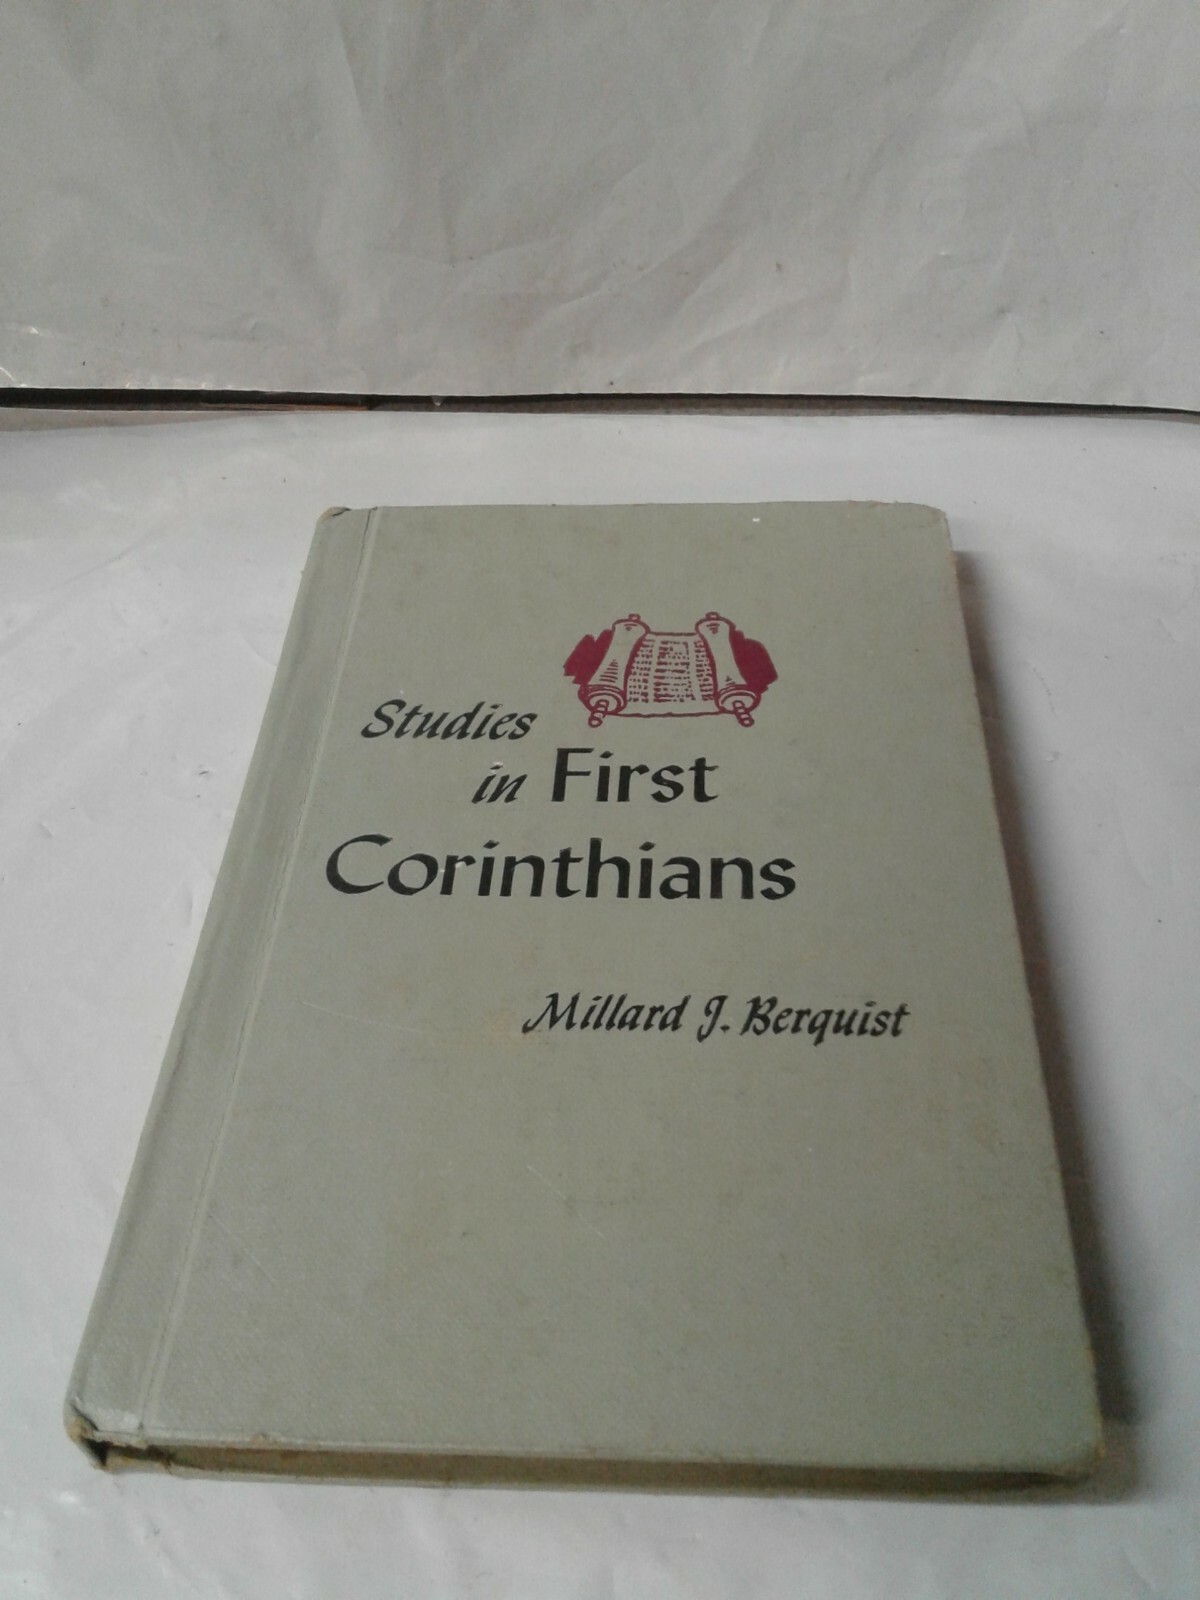 Studies
in First
Corinthians
Millard J. Berquist